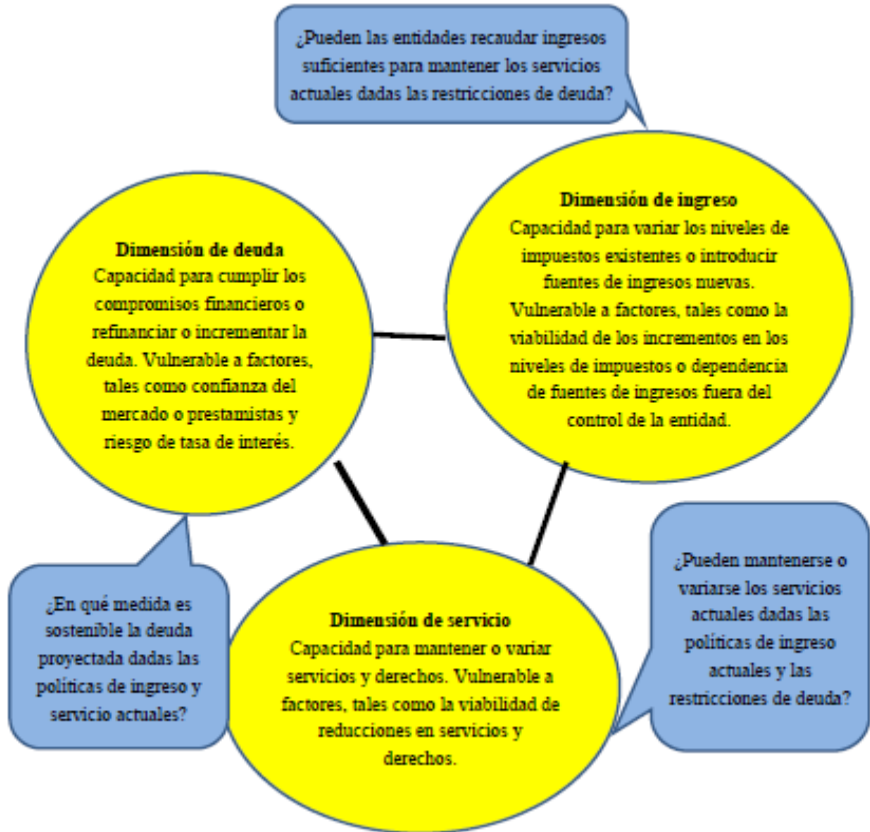 ¿Pueden las entidades recaudar ingresos
suficientes para mantener los servicios
actuales dadas las restricciones de deuda?
Dimensión de ingreso
Capacidad para variar los niveles de
impuestos existentes o introducir
fuentes de ingresos nuevas.
Vulnerable a factores, tales como la
viabilidad de los incrementos en los
niveles de impuestos o dependencia
de fuentes de ingresos fuera del
control de la entidad.
Dimensión de deuda
Capacidad para cumplir los
compromisos financieros o
refinanciar o incrementar la
deuda. Vulnerable a factores,
tales como confianza del
mercado o prestamistas y
riesgo de tasa de interés.
¿En qué medida es
sostenible la deuda
proyectada dadas las
políticas de ingreso y
servicio actuales?
Dimensión de servicio
Capacidad para mantener o variar
servicios y derechos. Vulnerable a
factores, tales como la viabilidad de
reducciones en servicios y
derechos.
¿Pueden mantenerse o
variarse los servicios
actuales dadas las
políticas de ingreso
actuales y las
restricciones de deuda?